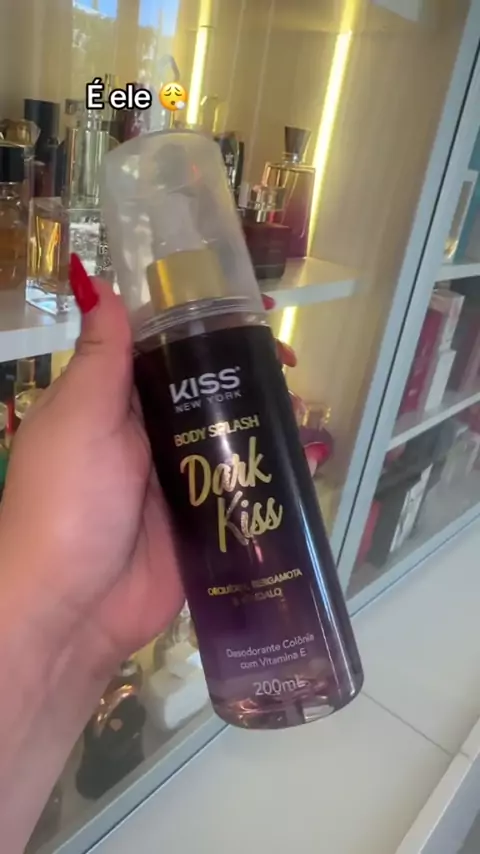 É ele 😮‍💨
KISS
NEW YORK
BODY SPLASH
Dark
Kiss
ORQUÍDEA, BERGAMOTA
E SÂNDALO
Desodorante Colônia
com Vitamina E
200mL